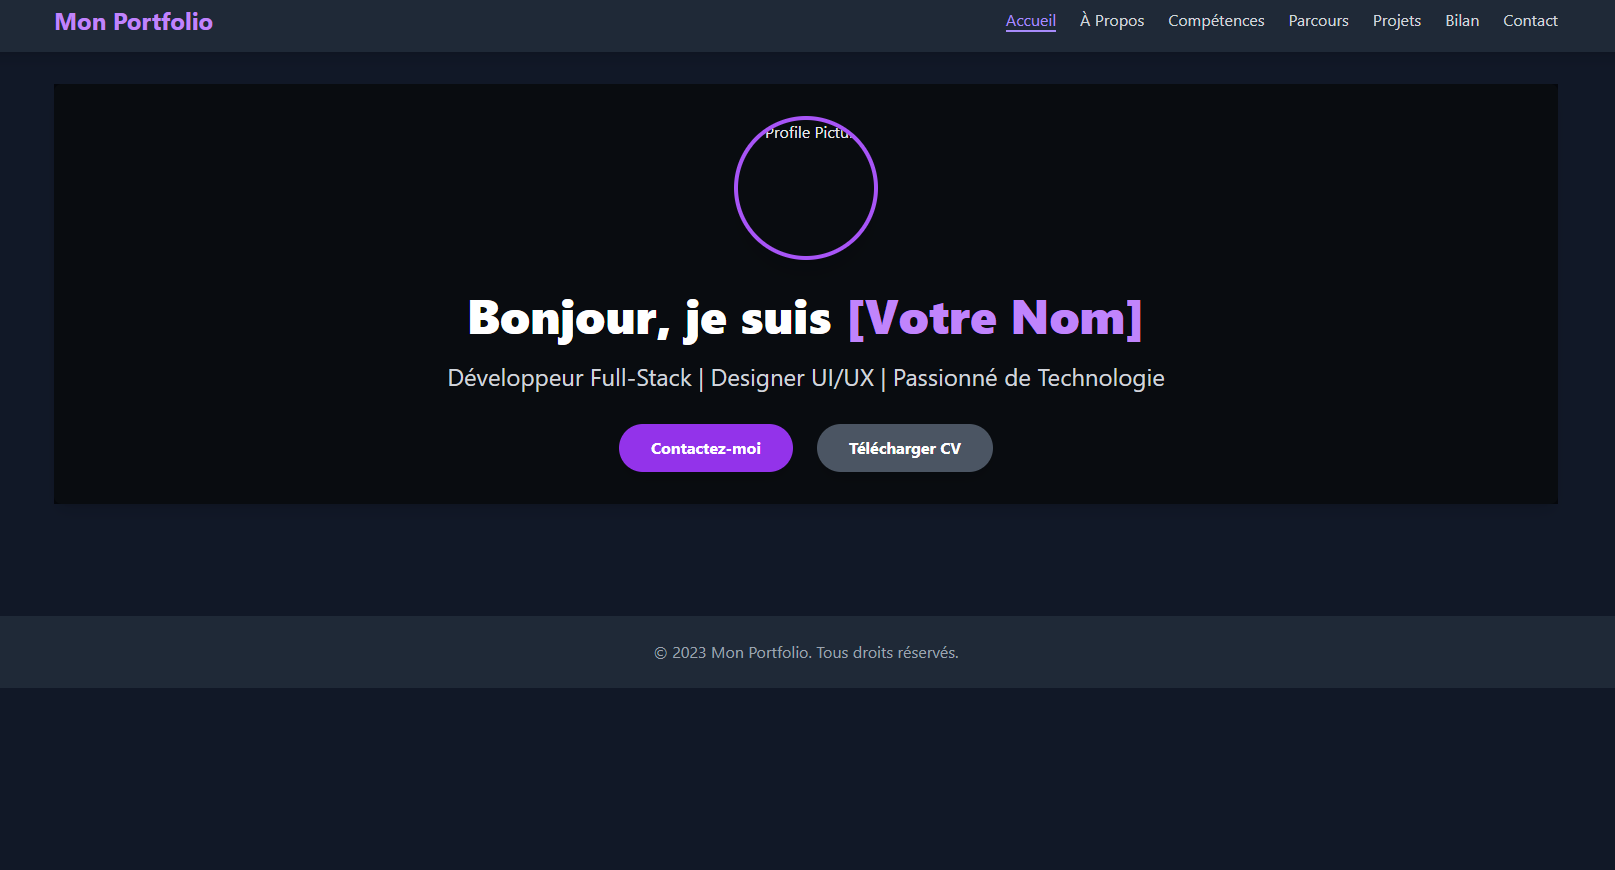 Mon Portfolio
Accueil À Propos Compétences Parcours Projets Bilan Contact
Profile Pictu
Bonjour, je suis [Votre Nom]
Développeur Full-Stack | Designer UI/UX | Passionné de Technologie
Contactez-moi Télécharger CV
© 2023 Mon Portfolio. Tous droits réservés.